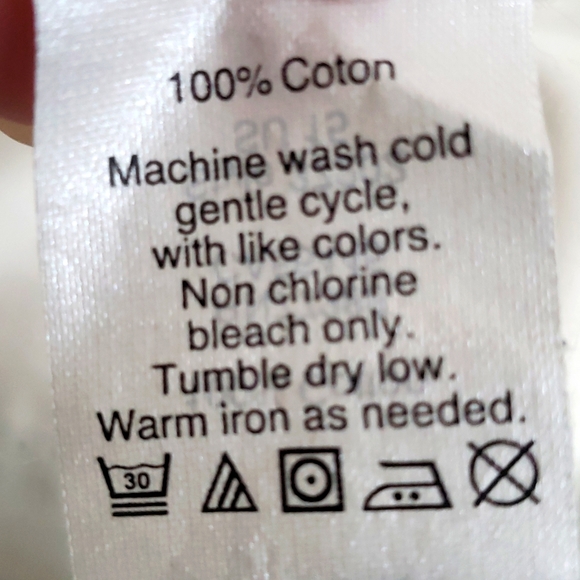 100% Coton
Machine wash cold
gentle cycle,
with like colors.
Non chlorine
bleach only.
Tumble dry low.
Warm iron as needed.
30